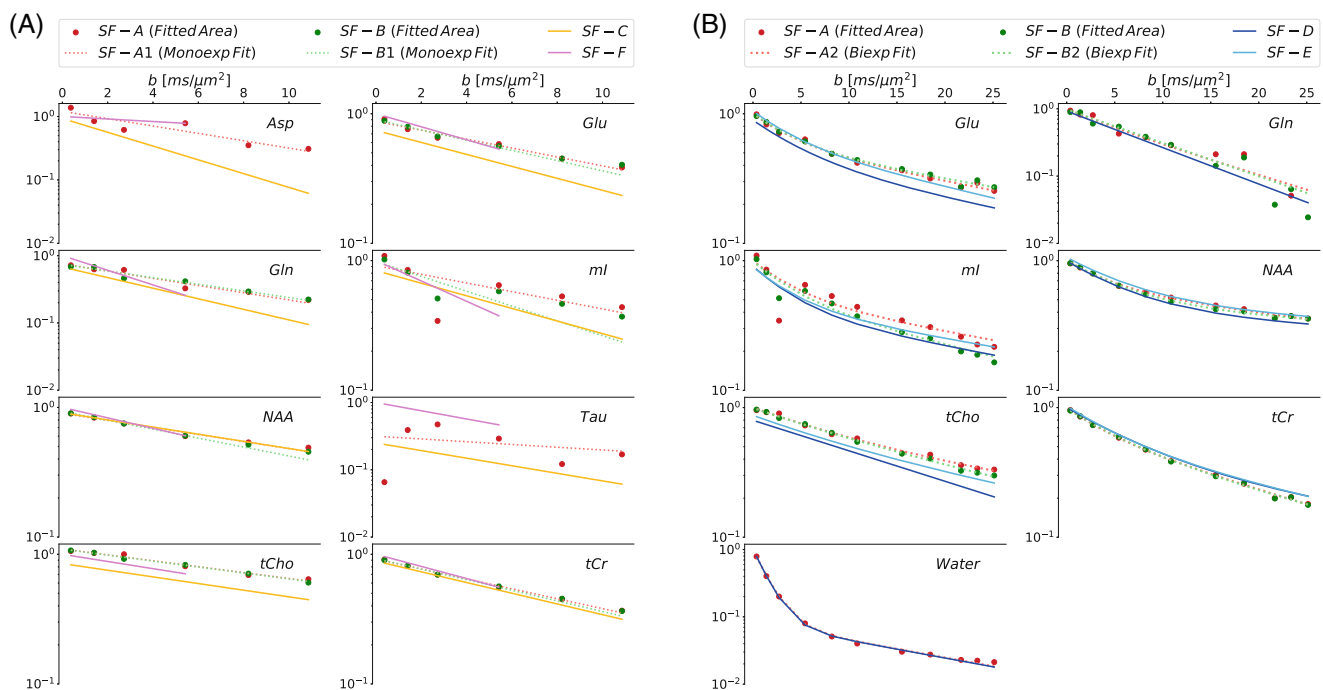 (A)
SF − A (Fitted Area)
SF − B (Fitted Area)
SF − C
SF − A1 (Monoexp Fit)
SF − B1 (Monoexp Fit)
SF − F
b [ms/μm²]
b [ms/μm²]
0 2 4 6 8 10
0 2 4 6 8 10
10⁰
10⁻¹
10⁻²
Asp
10⁰
10⁻¹
Glu
10⁰
10⁻¹
10⁻²
Gln
10⁰
10⁻¹
mI
10⁰
10⁻¹
NAA
10⁰
10⁻¹
10⁻²
Tau
10⁰
10⁻¹
tCho
10⁰
10⁻¹
tCr
(B)
SF − A (Fitted Area)
SF − B (Fitted Area)
SF − D
SF − A2 (Biexp Fit)
SF − B2 (Biexp Fit)
SF − E
b [ms/μm²]
b [ms/μm²]
0 5 10 15 20 25
0 5 10 15 20 25
10⁰
10⁻¹
Glu
10⁰
10⁻¹
10⁻²
Gln
10⁰
10⁻¹
mI
10⁰
10⁻¹
NAA
10⁰
10⁻¹
tCho
10⁰
10⁻¹
tCr
10⁰
10⁻¹
10⁻²
Water